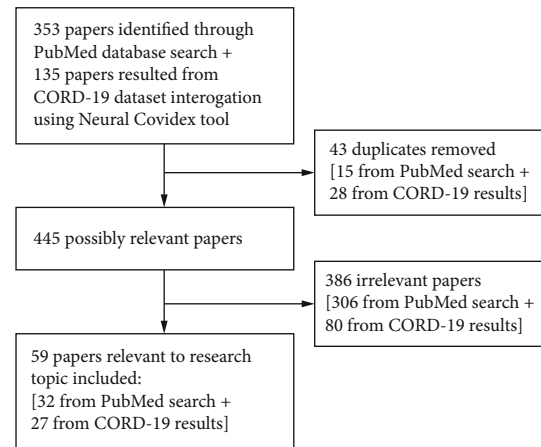 353 papers identified through
PubMed database search +
135 papers resulted from
CORD-19 dataset interogation
using Neural Covidex tool
43 duplicates removed
[15 from PubMed search +
28 from CORD-19 results]
445 possibly relevant papers
386 irrelevant papers
[306 from PubMed search +
80 from CORD-19 results]
59 papers relevant to research
topic included:
[32 from PubMed search +
27 from CORD-19 results]